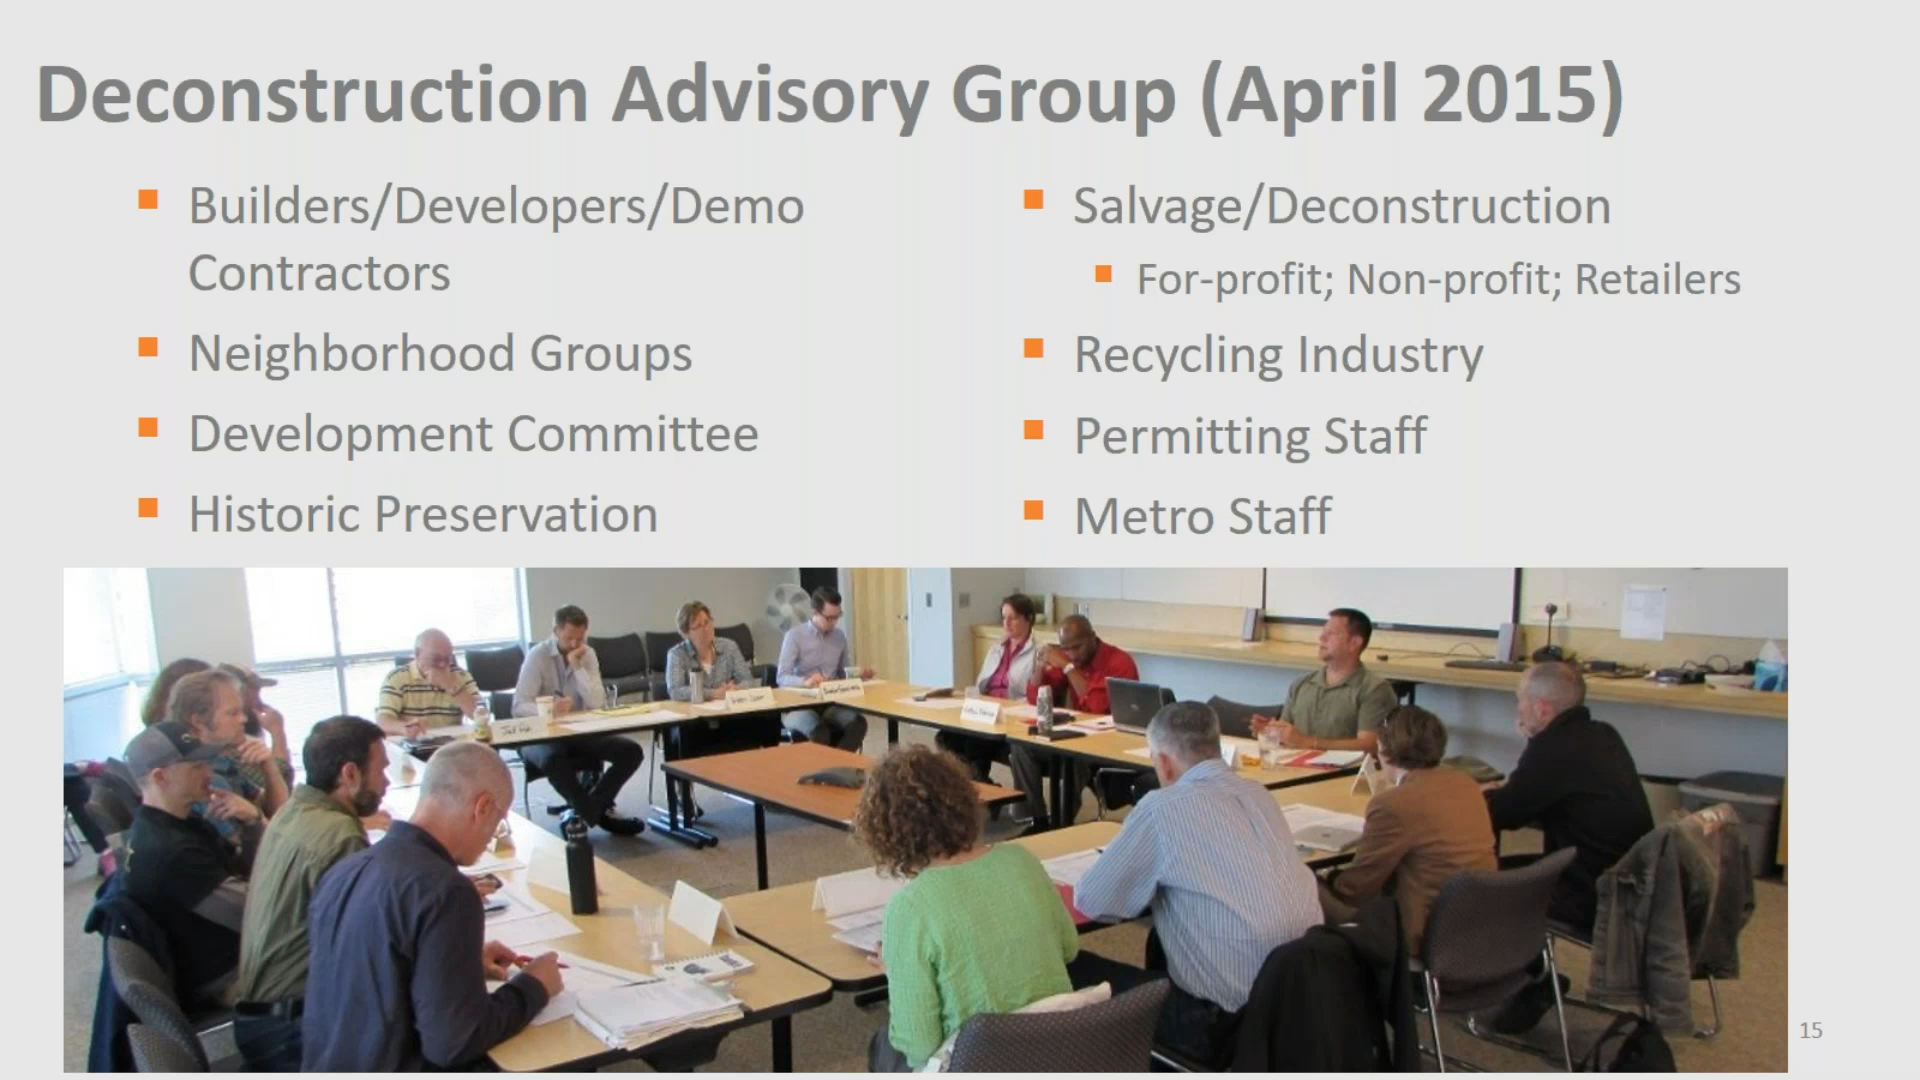 Deconstruction Advisory Group (April 2015)
Builders/Developers/Demo
Contractors
Neighborhood Groups
Development Committee
Historic Preservation
Salvage/Deconstruction
For-profit; Non-profit; Retailers
Recycling Industry
Permitting Staff
Metro Staff
15